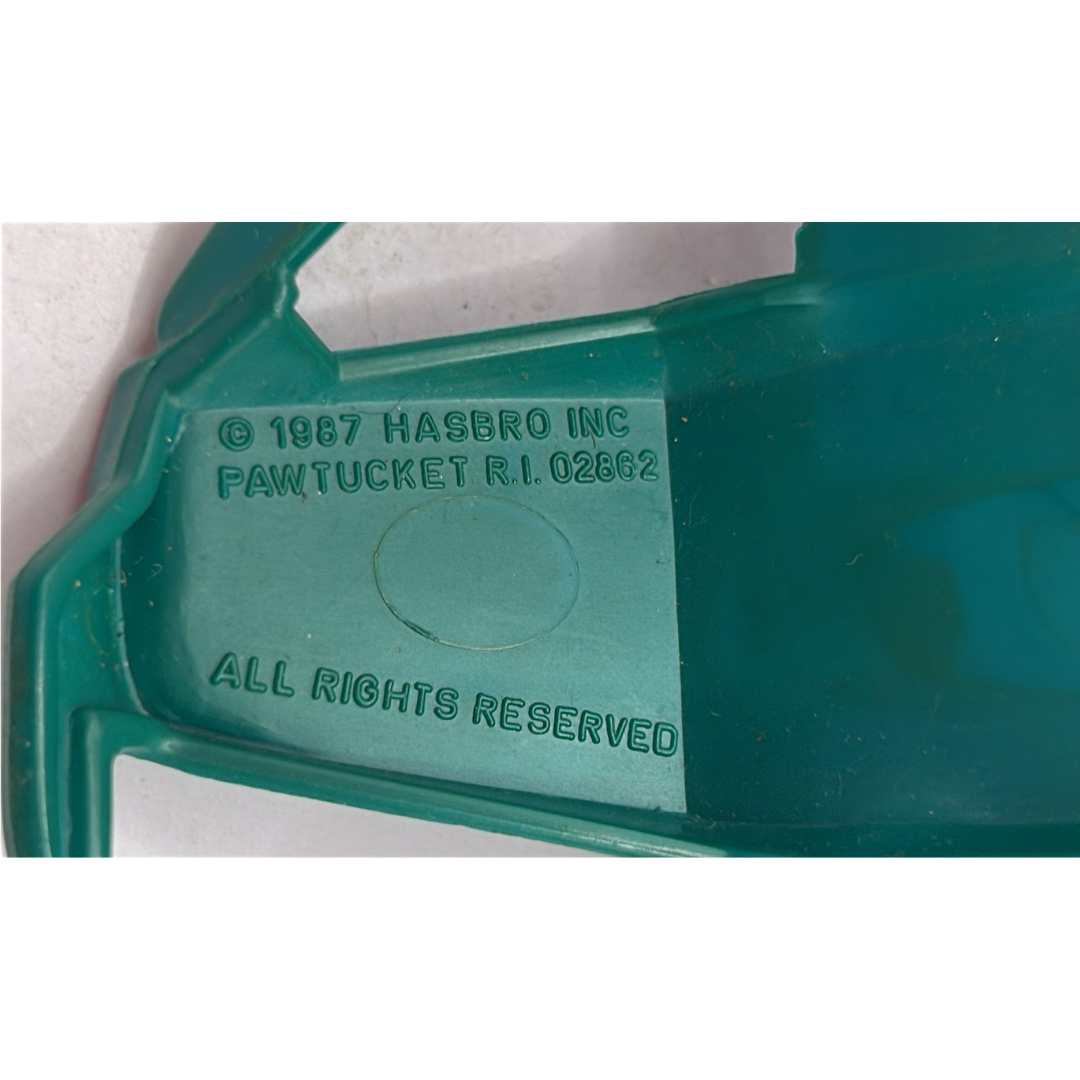 © 1987 HASBRO INC
PAWTUCKET R.I. 02862
ALL RIGHTS RESERVED